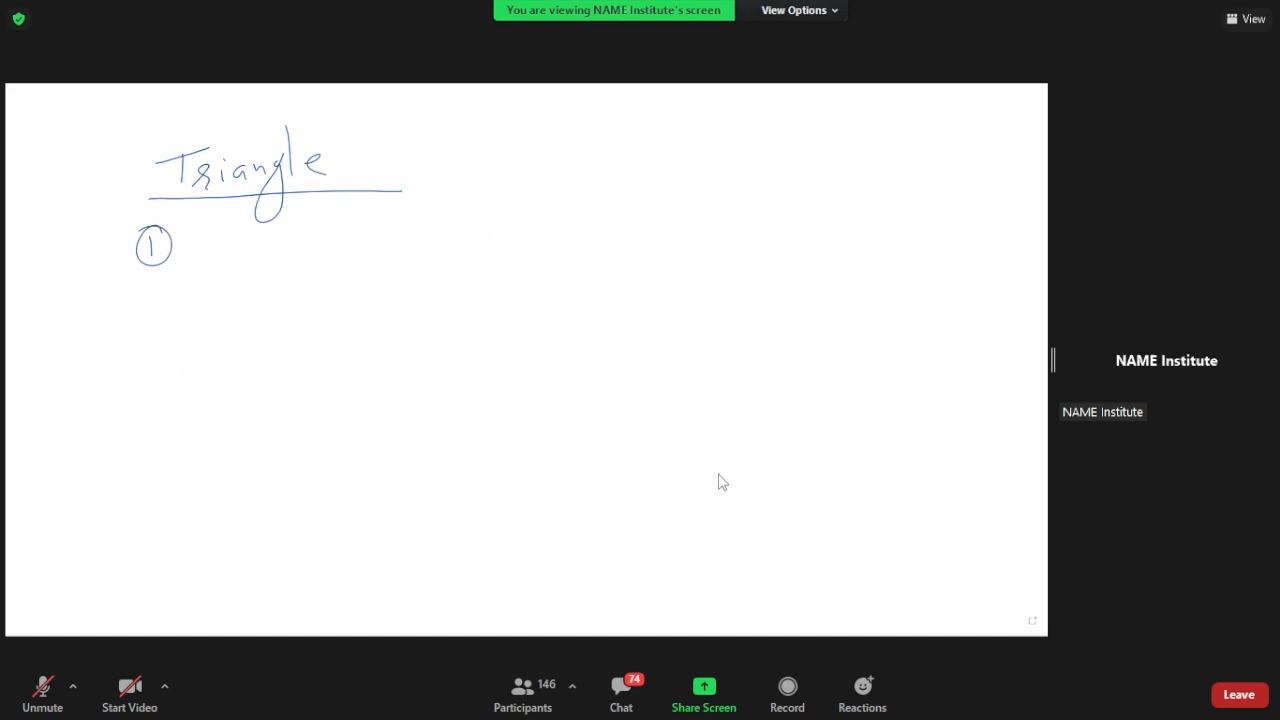 You are viewing NAME Institute's screen
View Options
View
Triangle
1
NAME Institute
NAME Institute
Unmute
Start Video
146
Participants
74
Chat
Share Screen
Record
Reactions
Leave